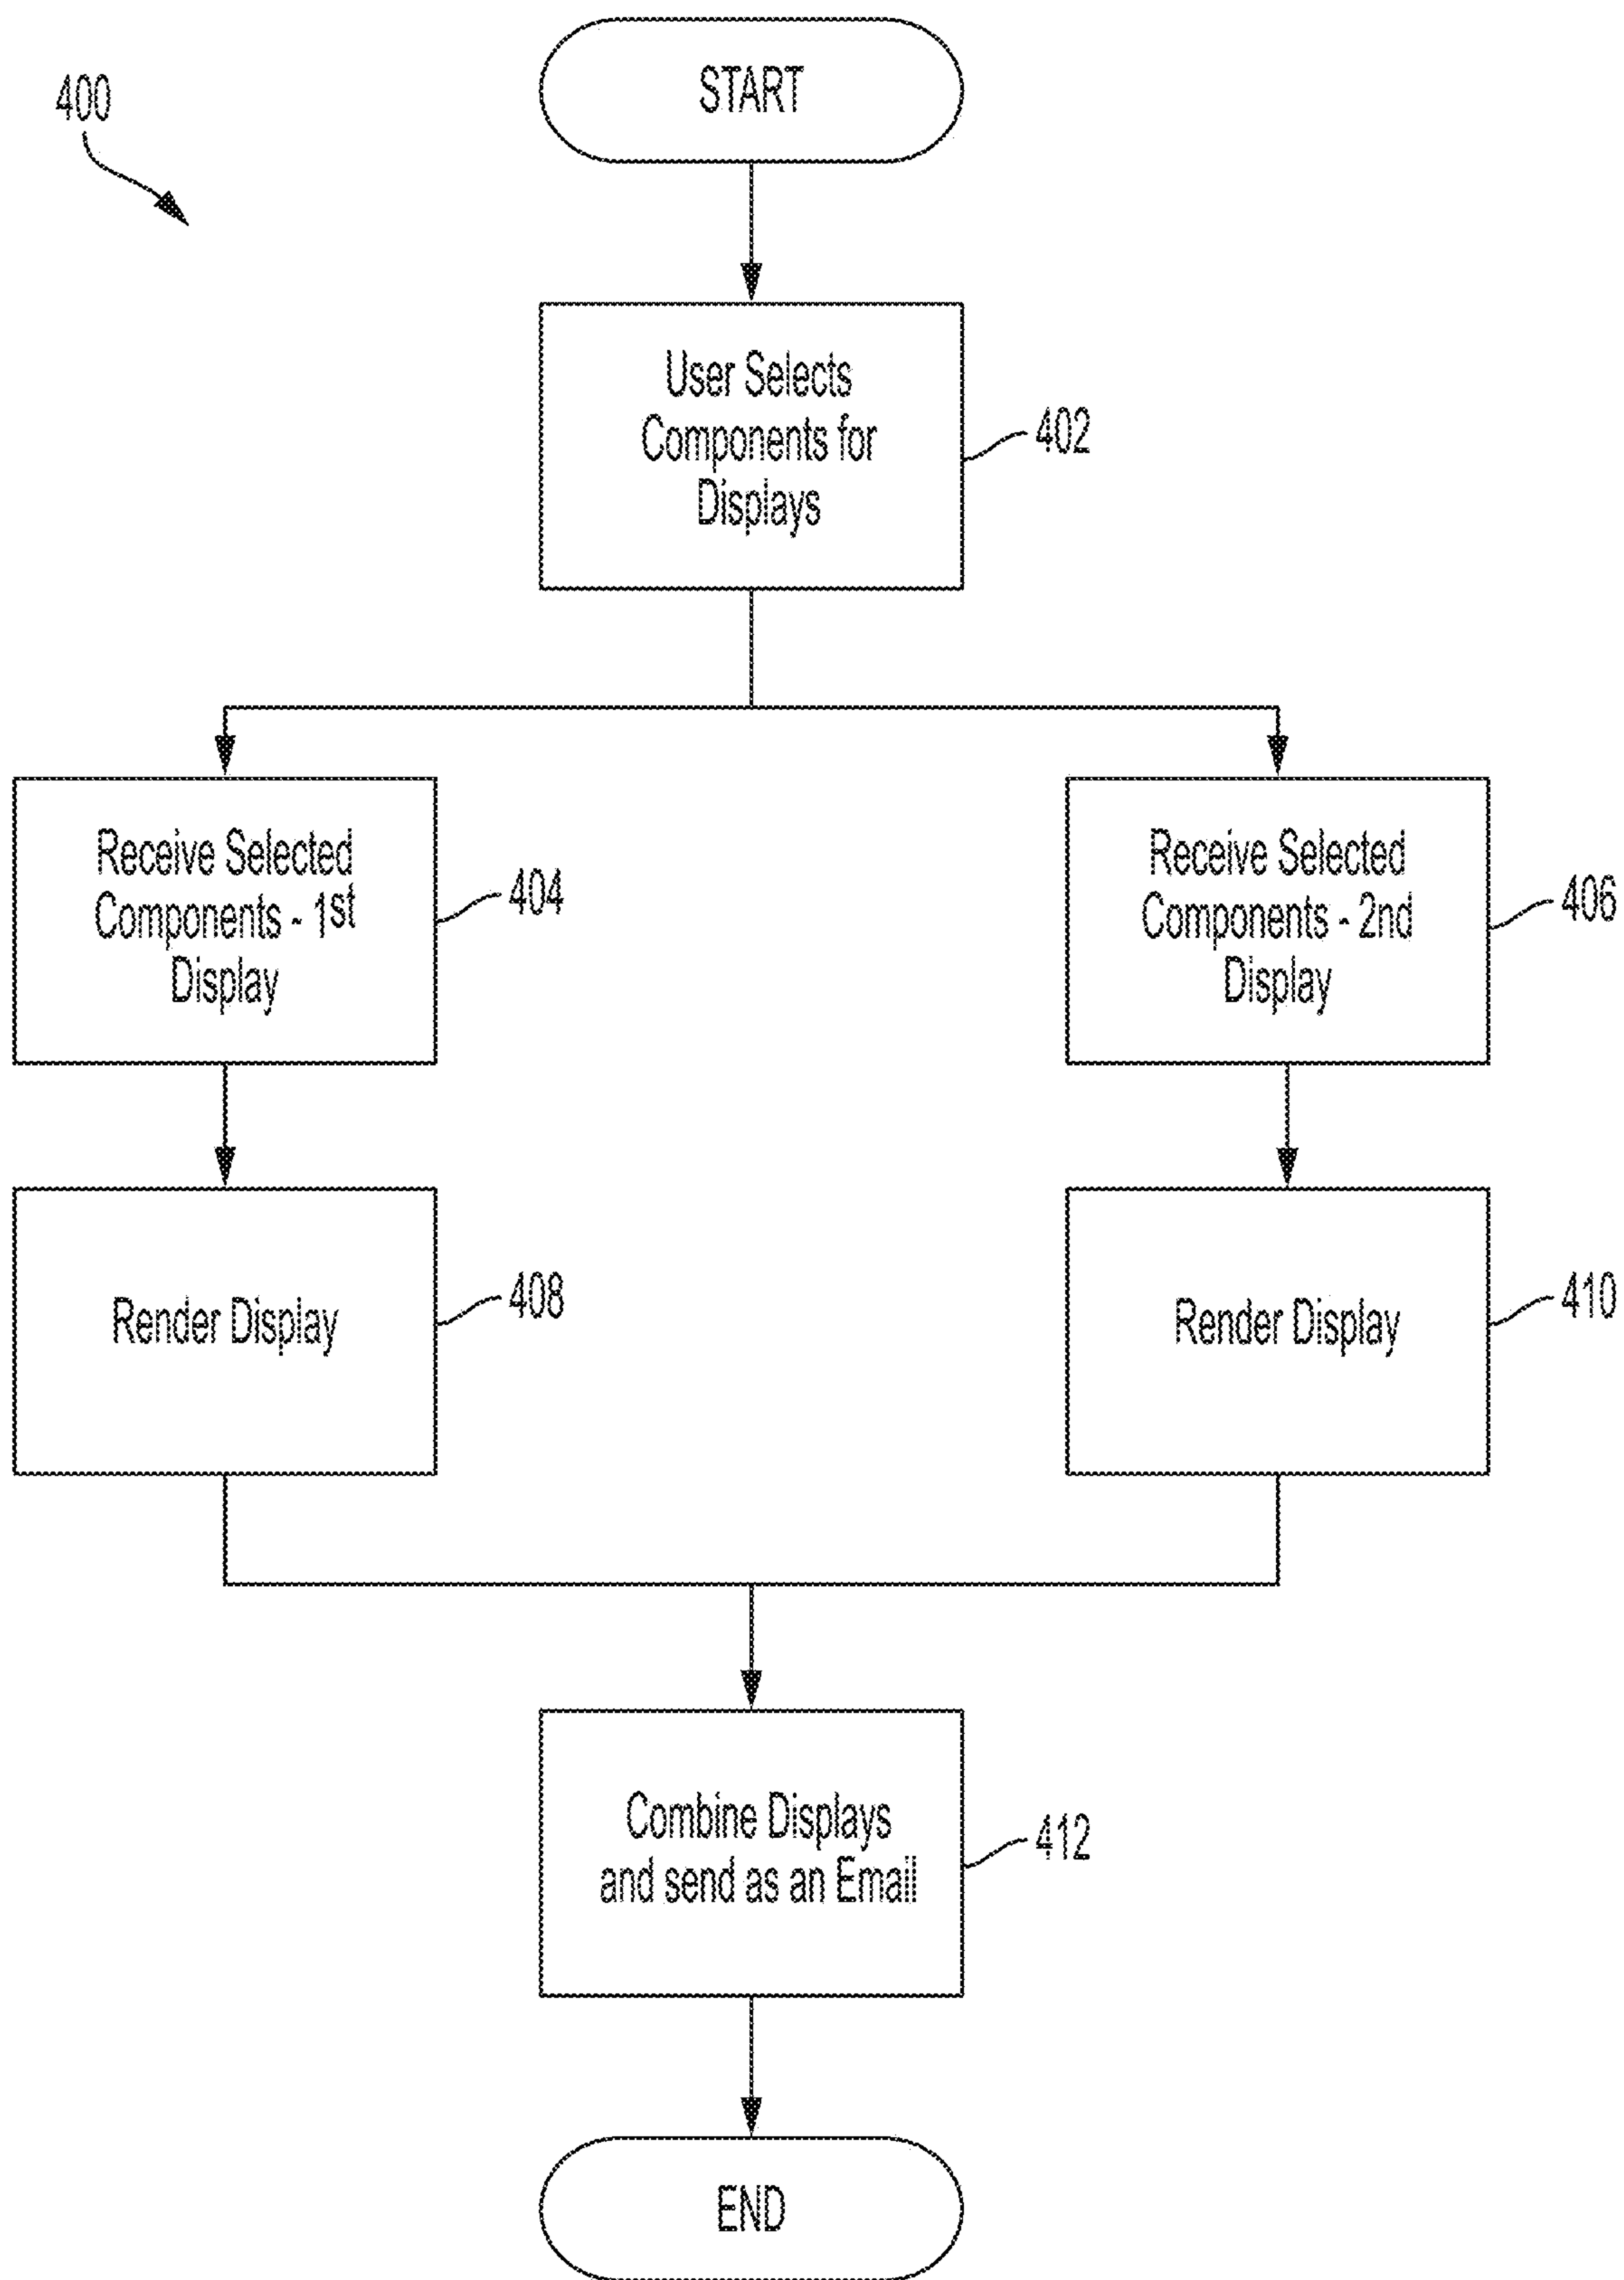 400
START
User Selects
Components for
Displays
402
Receive Selected
Components - 1st
Display
404
Receive Selected
Components - 2nd
Display
406
Render Display
408
Render Display
410
Combine Displays
and send as an Email
412
END